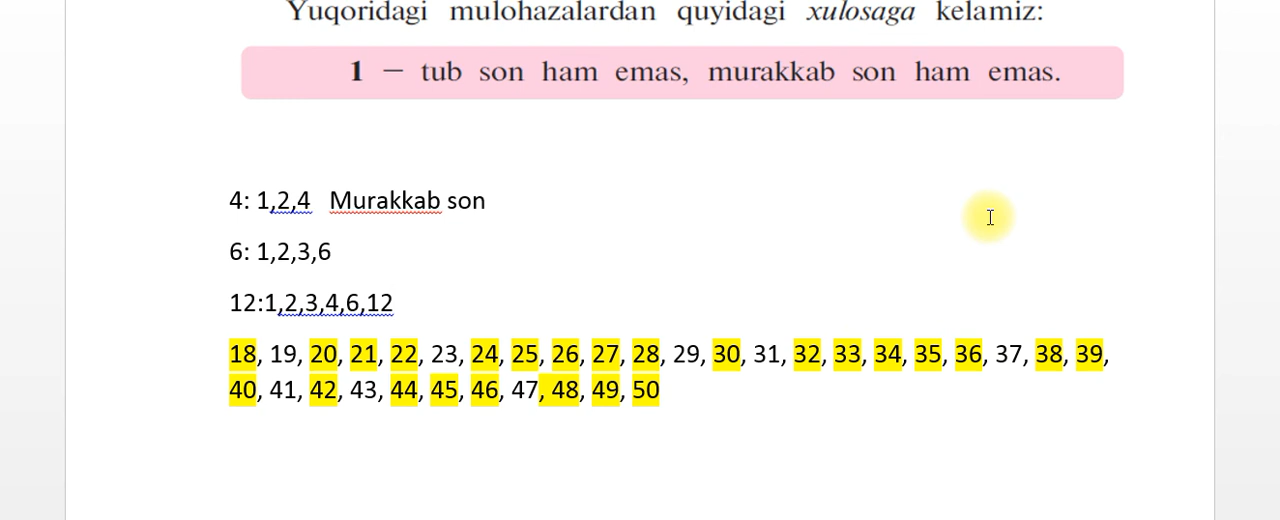 Yuqoridagi mulohazalardan quyidagi xulosaga kelamiz:
1 — tub son ham emas, murakkab son ham emas.
4: 1,2,4 Murakkab son
6: 1,2,3,6
12:1,2,3,4,6,12
18, 19, 20, 21, 22, 23, 24, 25, 26, 27, 28, 29, 30, 31, 32, 33, 34, 35, 36, 37, 38, 39,
40, 41, 42, 43, 44, 45, 46, 47, 48, 49, 50